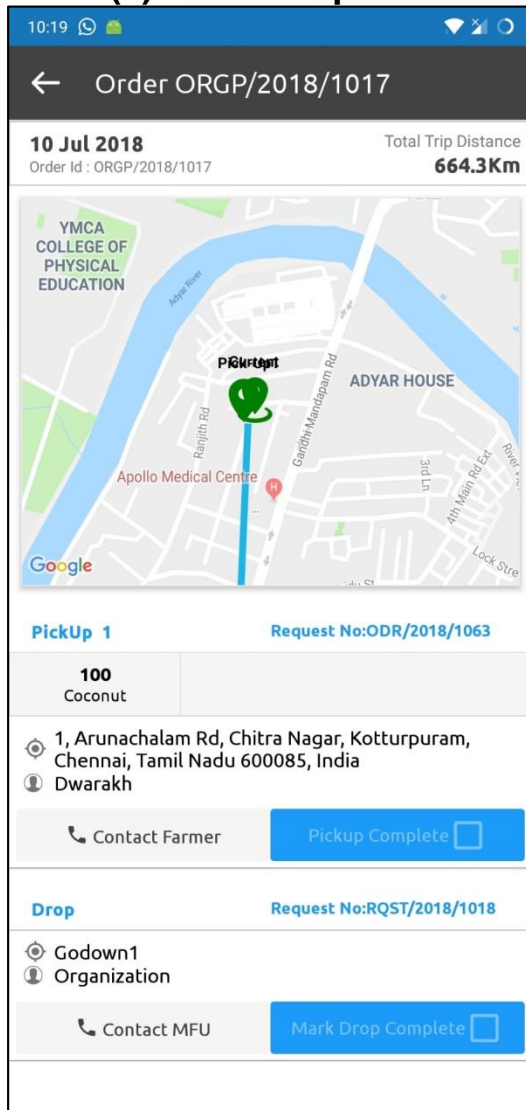 10:19
Order ORGP/2018/1017
10 Jul 2018
Total Trip Distance
Order Id : ORGP/2018/1017
664.3Km
YMCA
COLLEGE OF
PHYSICAL
EDUCATION
Adyar River
Current
Ranjith Rd
Gandhi Mandapam Rd
ADYAR HOUSE
Apollo Medical Centre
H
3rd Ln
4th Main Rd Ext
Lock Stre
Google
PickUp 1
Request No:ODR/2018/1063
100
Coconut
1, Arunachalam Rd, Chitra Nagar, Kotturpuram,
Chennai, Tamil Nadu 600085, India
Dwarakh
Contact Farmer
Pickup Complete
Drop
Request No:RQST/2018/1018
Godown1
Organization
Contact MFU
Mark Drop Complete